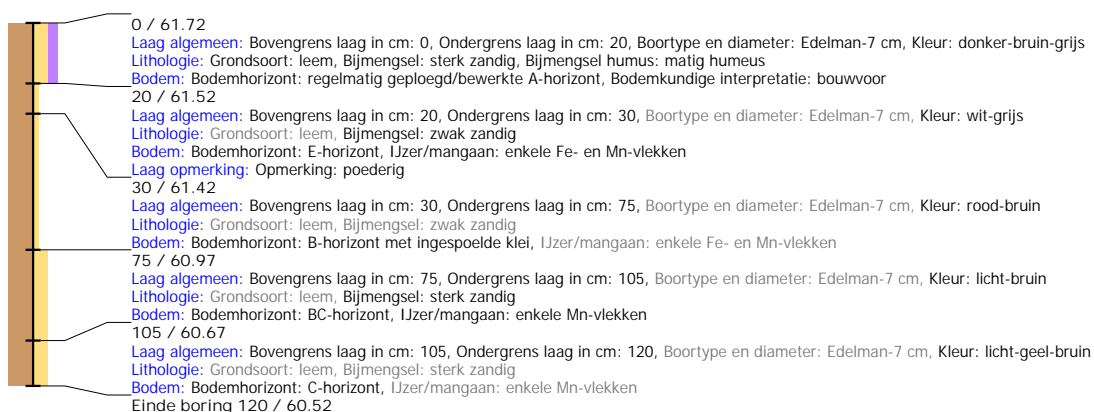 0 / 61.72
Laag algemeen: Bovengrens laag in cm: 0, Ondergrens laag in cm: 20, Boortype en diameter: Edelman-7 cm, Kleur: donker-bruin-grijs
Lithologie: Grondsoort: leem, Bijmengsel: sterk zandig, Bijmengsel humus: matig humeus
Bodem: Bodemhorizont: regelmatig geploegd/bewerkte A-horizont, Bodemkundige interpretatie: bouwvoor
20 / 61.52
Laag algemeen: Bovengrens laag in cm: 20, Ondergrens laag in cm: 30, Boortype en diameter: Edelman-7 cm, Kleur: wit-grijs
Lithologie: Grondsoort: leem, Bijmengsel: zwak zandig
Bodem: Bodemhorizont: E-horizont, IJzer/mangaan: enkele Fe- en Mn-vlekken
Laag opmerking: Opmerking: poederig
30 / 61.42
Laag algemeen: Bovengrens laag in cm: 30, Ondergrens laag in cm: 75, Boortype en diameter: Edelman-7 cm, Kleur: rood-bruin
Lithologie: Grondsoort: leem, Bijmengsel: zwak zandig
Bodem: Bodemhorizont: B-horizont met ingespoelde klei, IJzer/mangaan: enkele Fe- en Mn-vlekken
75 / 60.97
Laag algemeen: Bovengrens laag in cm: 75, Ondergrens laag in cm: 105, Boortype en diameter: Edelman-7 cm, Kleur: licht-bruin
Lithologie: Grondsoort: leem, Bijmengsel: sterk zandig
Bodem: Bodemhorizont: BC-horizont, IJzer/mangaan: enkele Mn-vlekken
105 / 60.67
Laag algemeen: Bovengrens laag in cm: 105, Ondergrens laag in cm: 120, Boortype en diameter: Edelman-7 cm, Kleur: licht-geel-bruin
Lithologie: Grondsoort: leem, Bijmengsel: sterk zandig
Bodem: Bodemhorizont: C-horizont, IJzer/mangaan: enkele Mn-vlekken
Einde boring 120 / 60.52